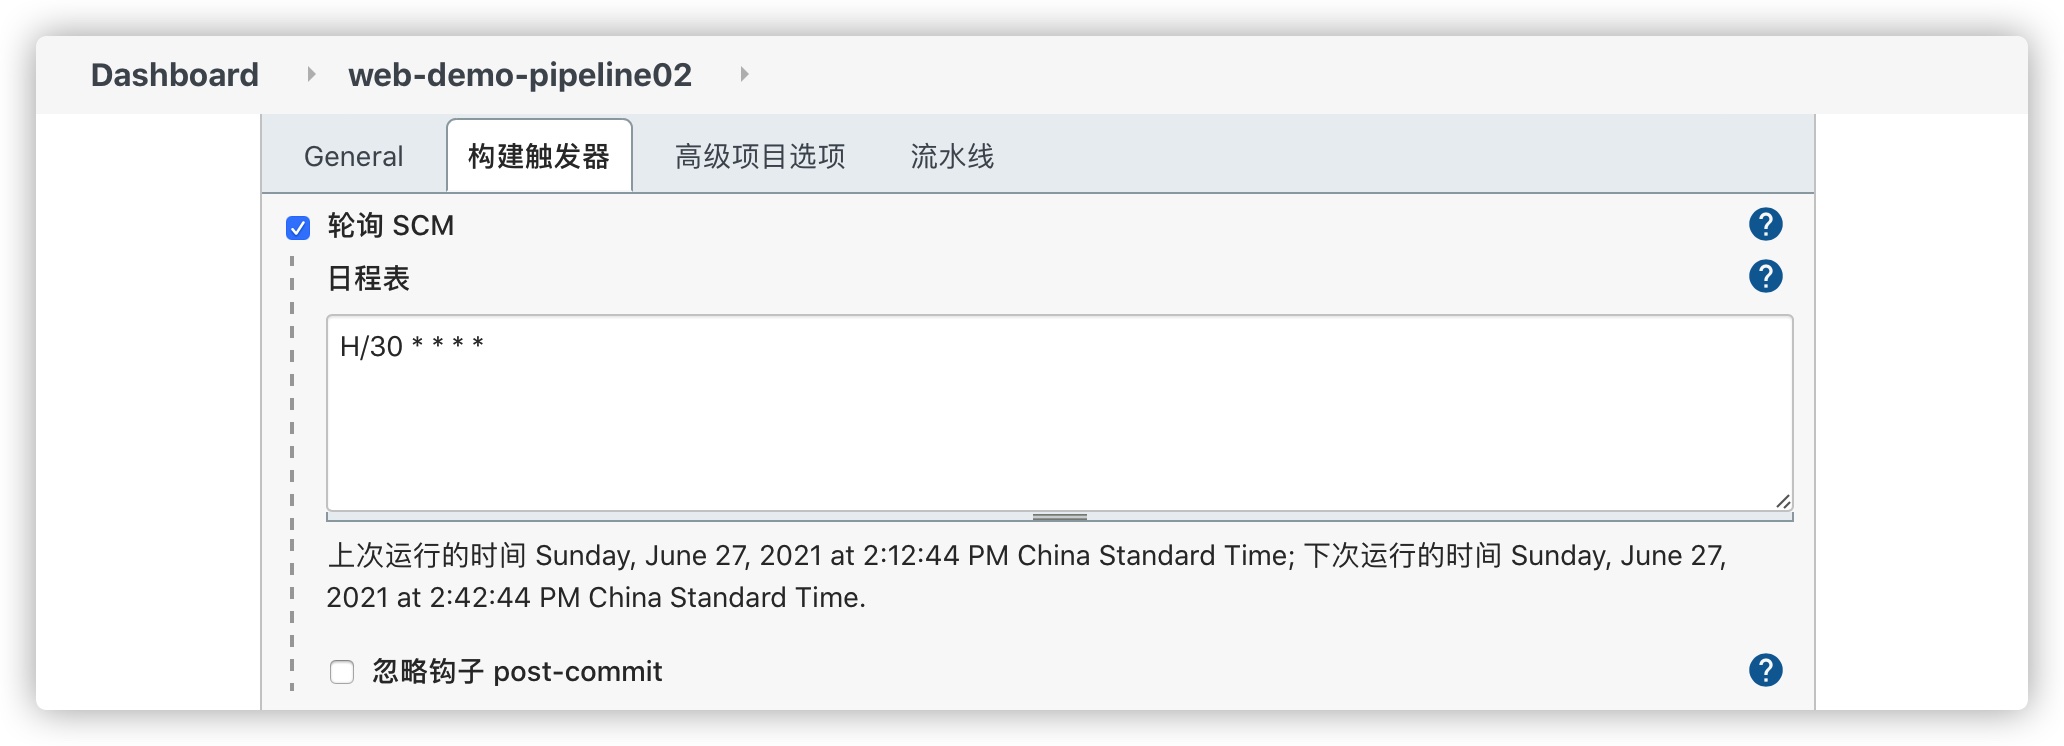 Dashboard web-demo-pipeline02
General 构建触发器 高级项目选项 流水线
轮询 SCM ?
日程表 ?
H/30 * * * *
上次运行的时间 Sunday, June 27, 2021 at 2:12:44 PM China Standard Time; 下次运行的时间 Sunday, June 27,
2021 at 2:42:44 PM China Standard Time.
忽略钩子 post-commit ?